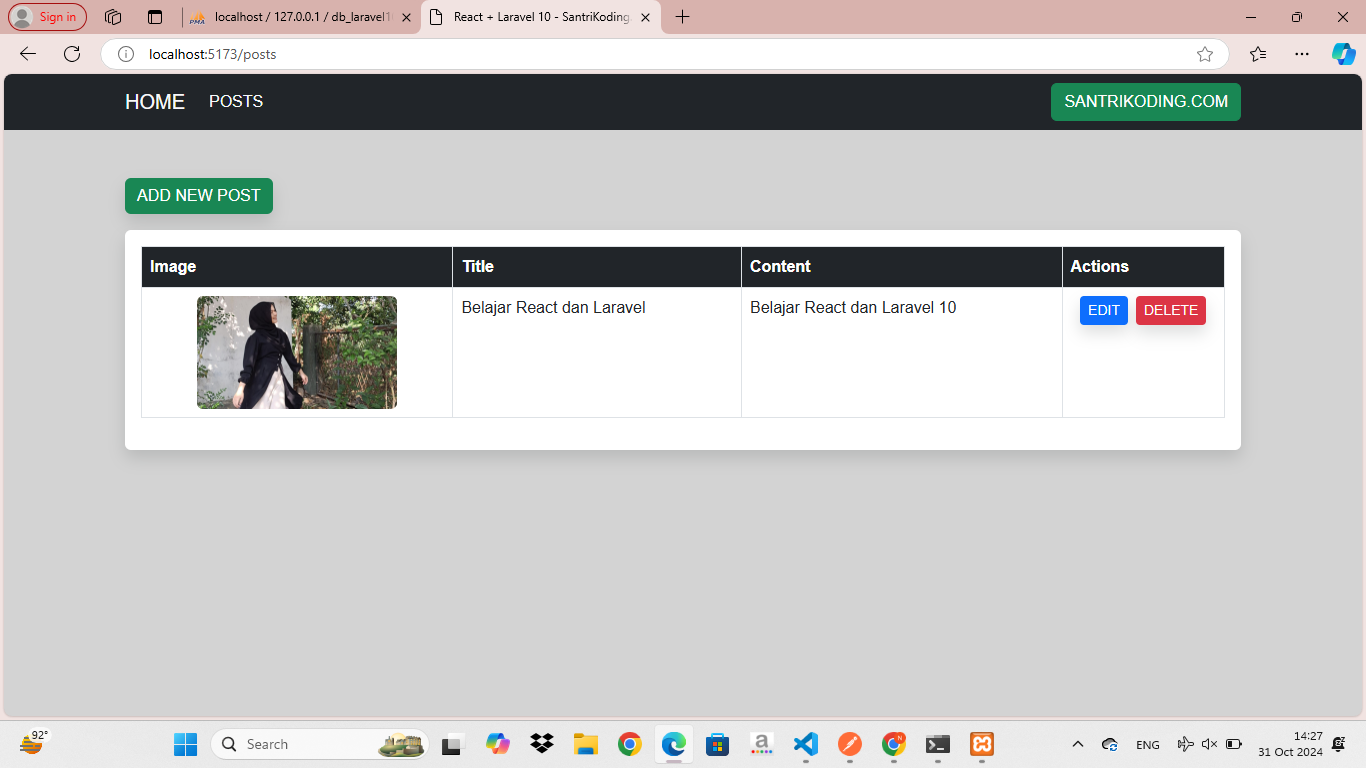 Sign in
PMA
localhost / 127.0.0.1 / db_laravel1
React + Laravel 10 - SantriKoding
localhost:5173/posts
HOME POSTS SANTRIKODING.COM
ADD NEW POST
Image Title Content Actions
Belajar React dan Laravel Belajar React dan Laravel 10 EDIT DELETE
92°
Search
a
N
ENG
14:27
31 Oct 2024